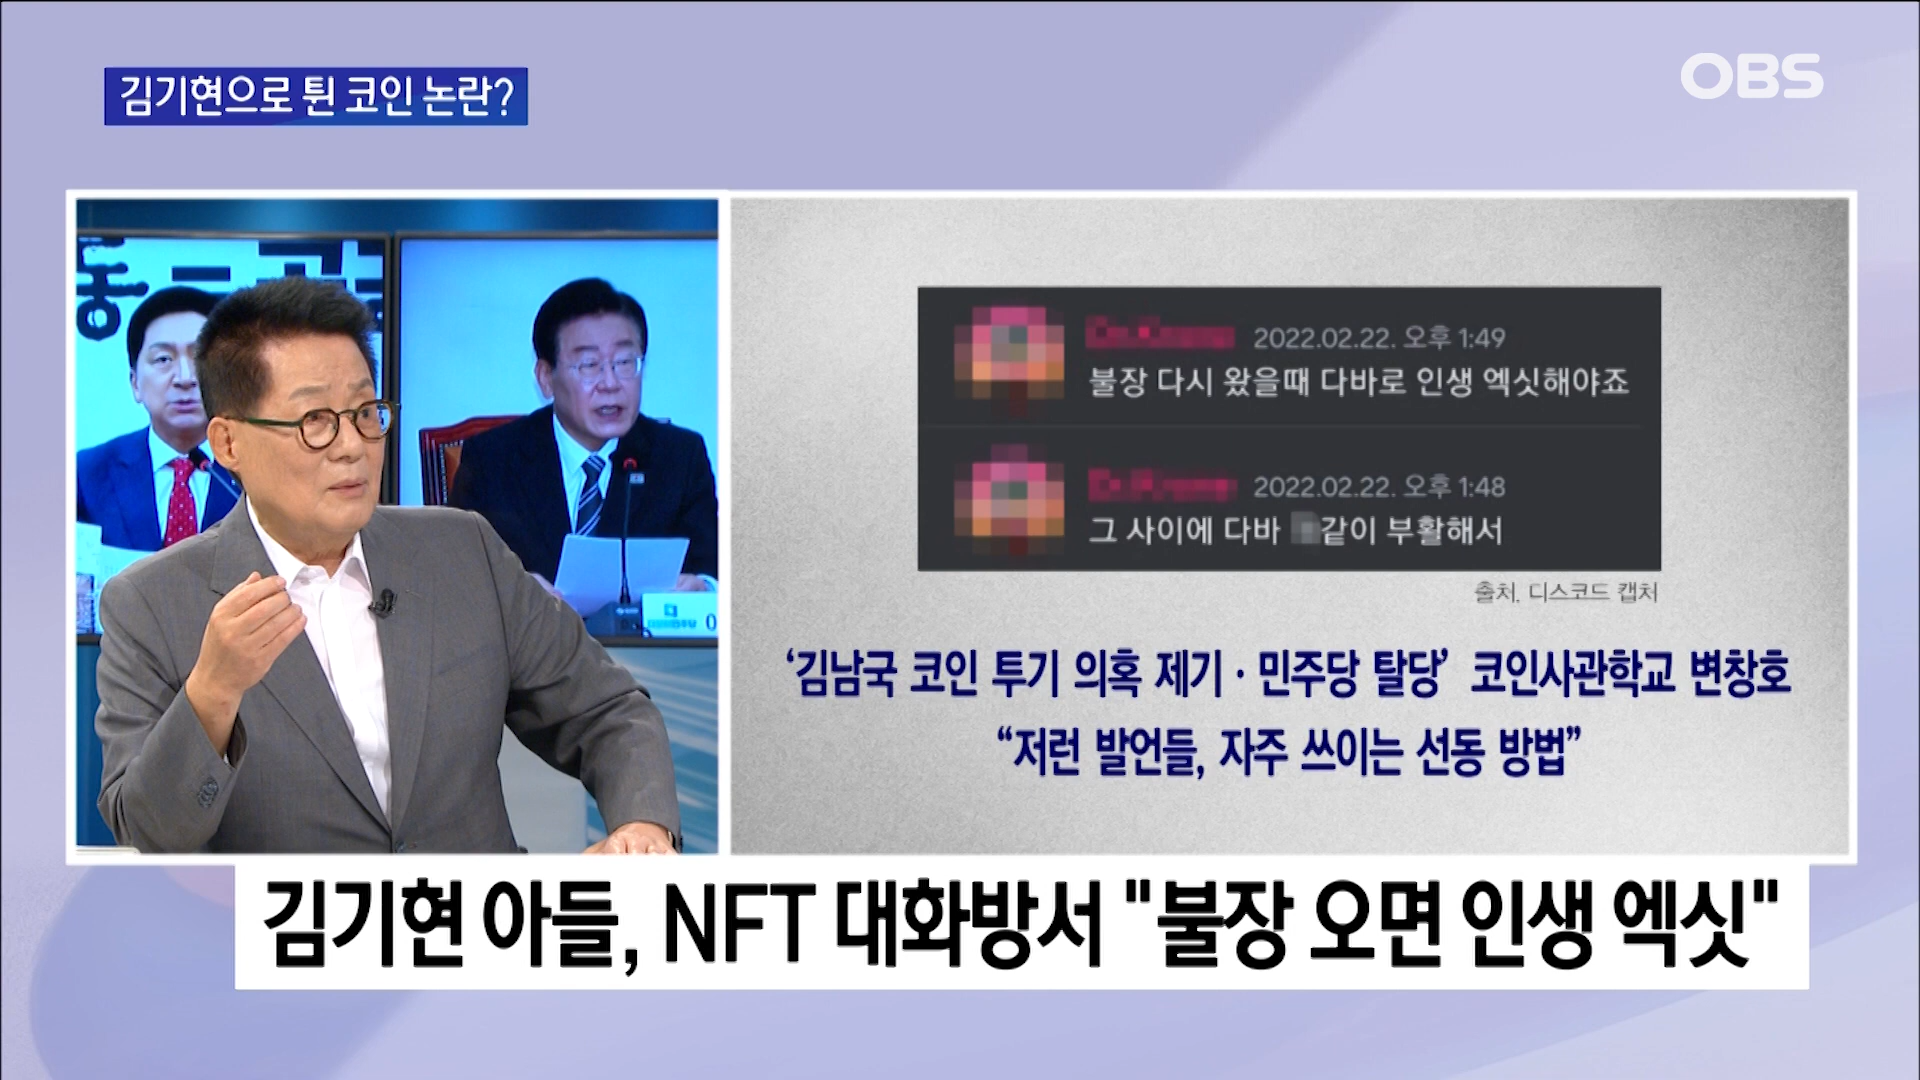 김기현으로 튄 코인 논란?
OBS
2022.02.22. 오후 1:49
불장 다시 왔을때 다바로 인생 엑싯해야죠
2022.02.22. 오후 1:48
그 사이에 다바 같이 부활해서
출처. 디스코드 캡처
‘김남국 코인 투기 의혹 제기·민주당 탈당’ 코인사관학교 변창호
“저런 발언들, 자주 쓰이는 선동 방법”
김기현 아들, NFT 대화방서 "불장 오면 인생 엑싯"